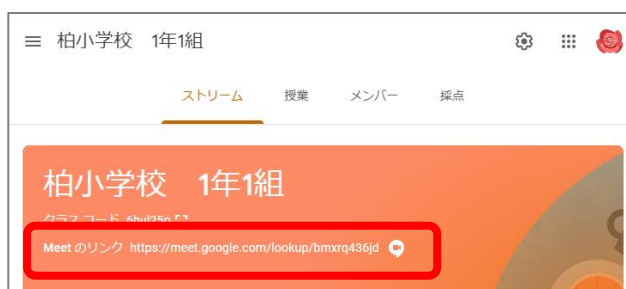 柏小学校 1年1組
ストリーム 授業 メンバー 採点
柏小学校 1年1組
クラス コード 6hul25n
Meet のリンク https://meet.google.com/lookup/bmxrq436jd